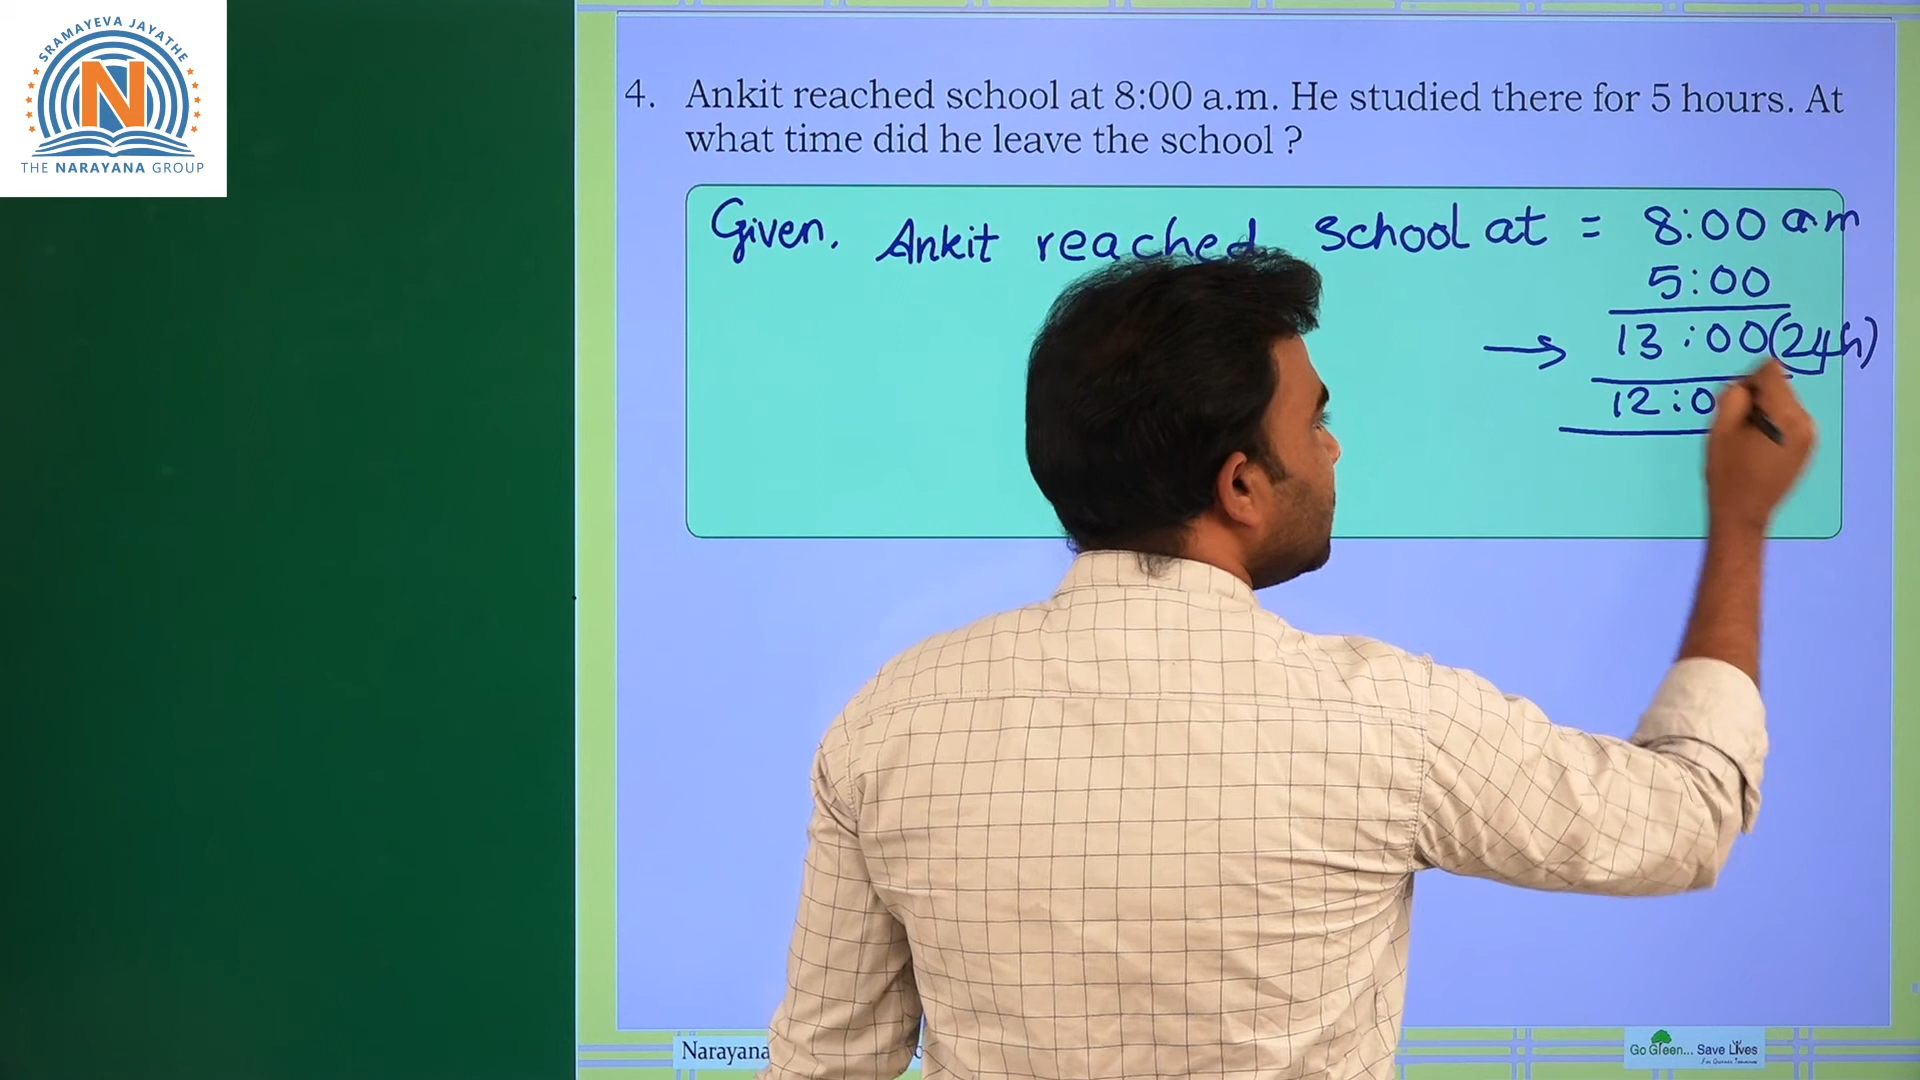 SRAMAYEVA JAYATHE
N
THE NARAYANA GROUP
4. Ankit reached school at 8:00 a.m. He studied there for 5 hours. At
what time did he leave the school ?
Given. Ankit reached school at = 8:00 am
5:00
→ 13:00(24h)
12:0
Narayana
Go Green... Save Lives